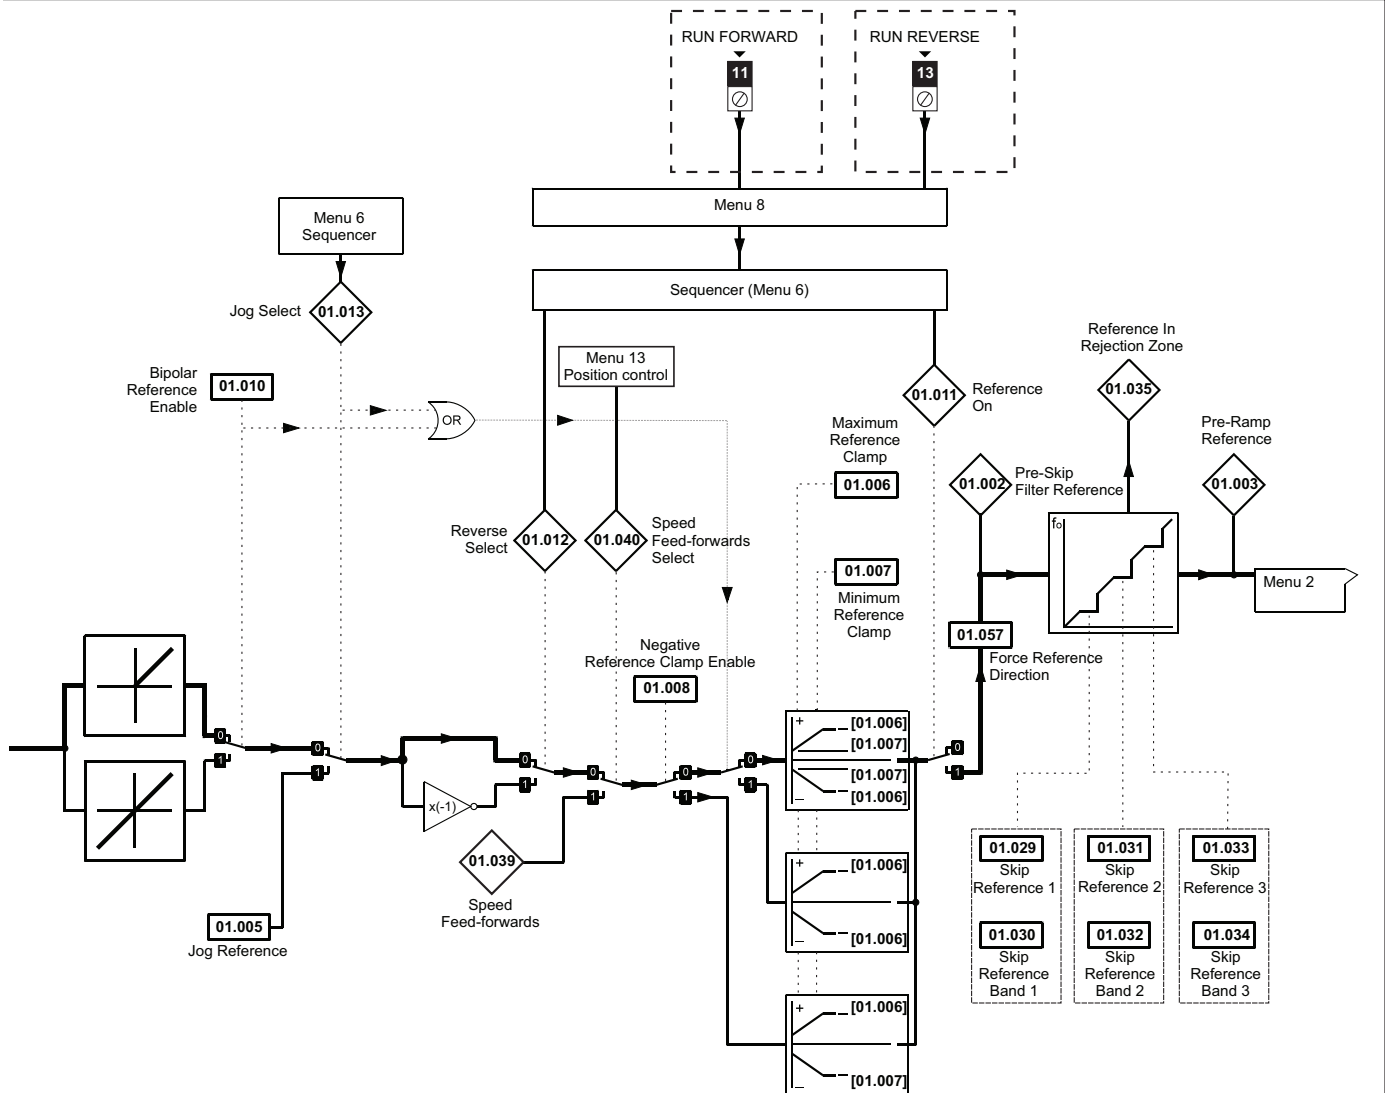 RUN FORWARD
11
RUN REVERSE
13
Menu 8
Menu 6
Sequencer
Sequencer (Menu 6)
Jog Select
01.013
Bipolar
Reference
Enable
01.010
OR
Menu 13
Position control
01.011
Reference
On
Reference In
Rejection Zone
01.035
Maximum
Reference
Clamp
01.006
Pre-Ramp
Reference
01.003
01.002
Pre-Skip
Filter Reference
Reverse
Select
01.012
01.040
Speed
Feed-forwards
Select
01.007
Minimum
Reference
Clamp
fo
Menu 2
01.057
Force Reference
Direction
Negative
Reference Clamp Enable
01.008
0
1
0
1
x(-1)
0
1
0
1
0
1
0
1
+
[01.006]
[01.007]
[01.007]
–
[01.006]
0
1
01.039
Speed
Feed-forwards
01.005
Jog Reference
+
[01.006]
–
[01.006]
+
[01.006]
–
[01.007]
01.029
Skip
Reference 1
01.030
Skip
Reference
Band 1
01.031
Skip
Reference 2
01.032
Skip
Reference
Band 2
01.033
Skip
Reference 3
01.034
Skip
Reference
Band 3